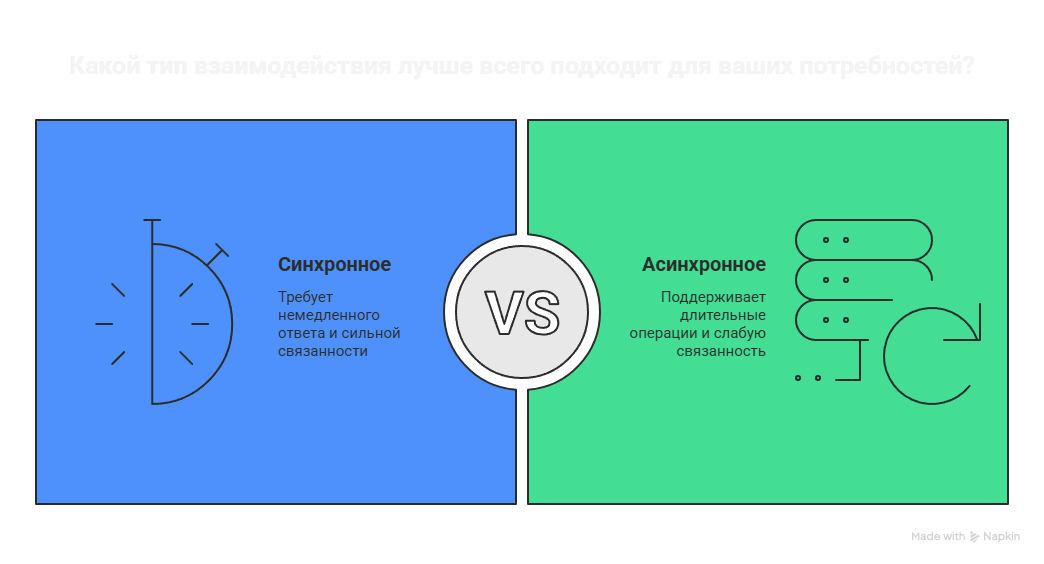 Какой тип взаимодействия лучше всего подходит для ваших потребностей?
Синхронное
Требует
немедленного
ответа и сильной
связанности
VS
Асинхронное
Поддерживает
длительные
операции и слабую
связанность
Made with Napkin